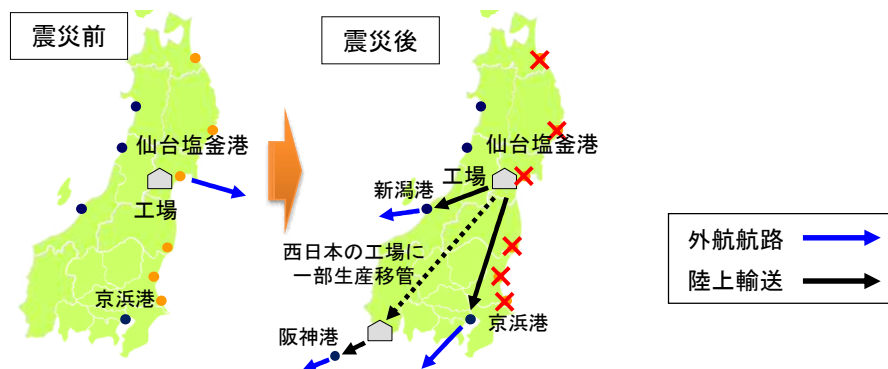 震災前
仙台塩釜港
工場
京浜港
震災後
仙台塩釜港
工場
新潟港
西日本の工場に
一部生産移管
京浜港
阪神港
外航航路
陸上輸送